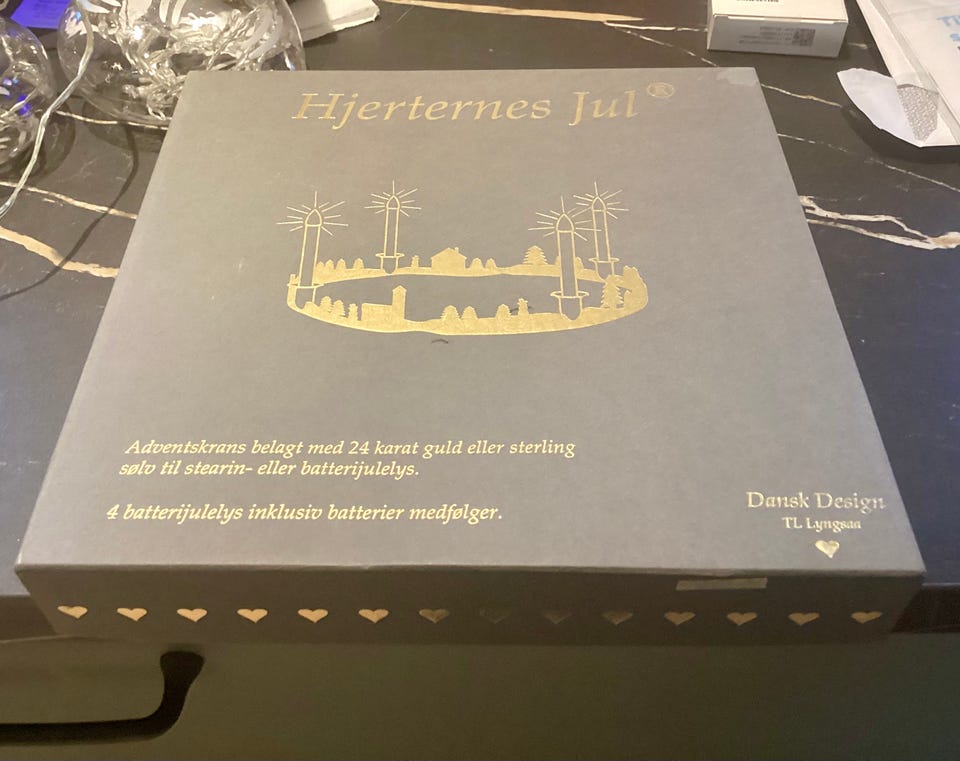 Hjerternes Jul®
Adventskrans belagt med 24 karat guld eller sterling
sølv til stearin- eller batterijulelys.
4 batterijulelys inklusiv batterier medfølger.
Dansk Design
TL Lyngsaa